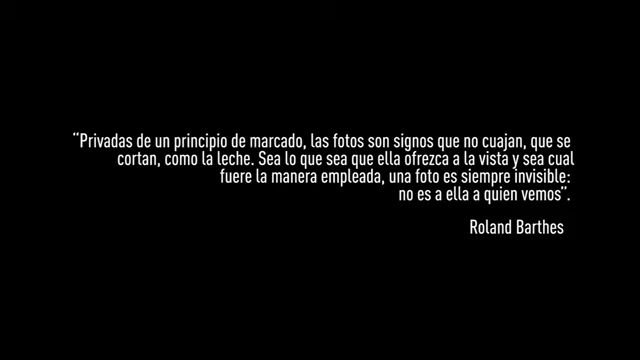 “Privadas de un principio de marcado, las fotos son signos que no cuajan, que se
cortan, como la leche. Sea lo que sea que ella ofrezca a la vista y sea cual
fuere la manera empleada, una foto es siempre invisible:
no es a ella a quien vemos”.
Roland Barthes